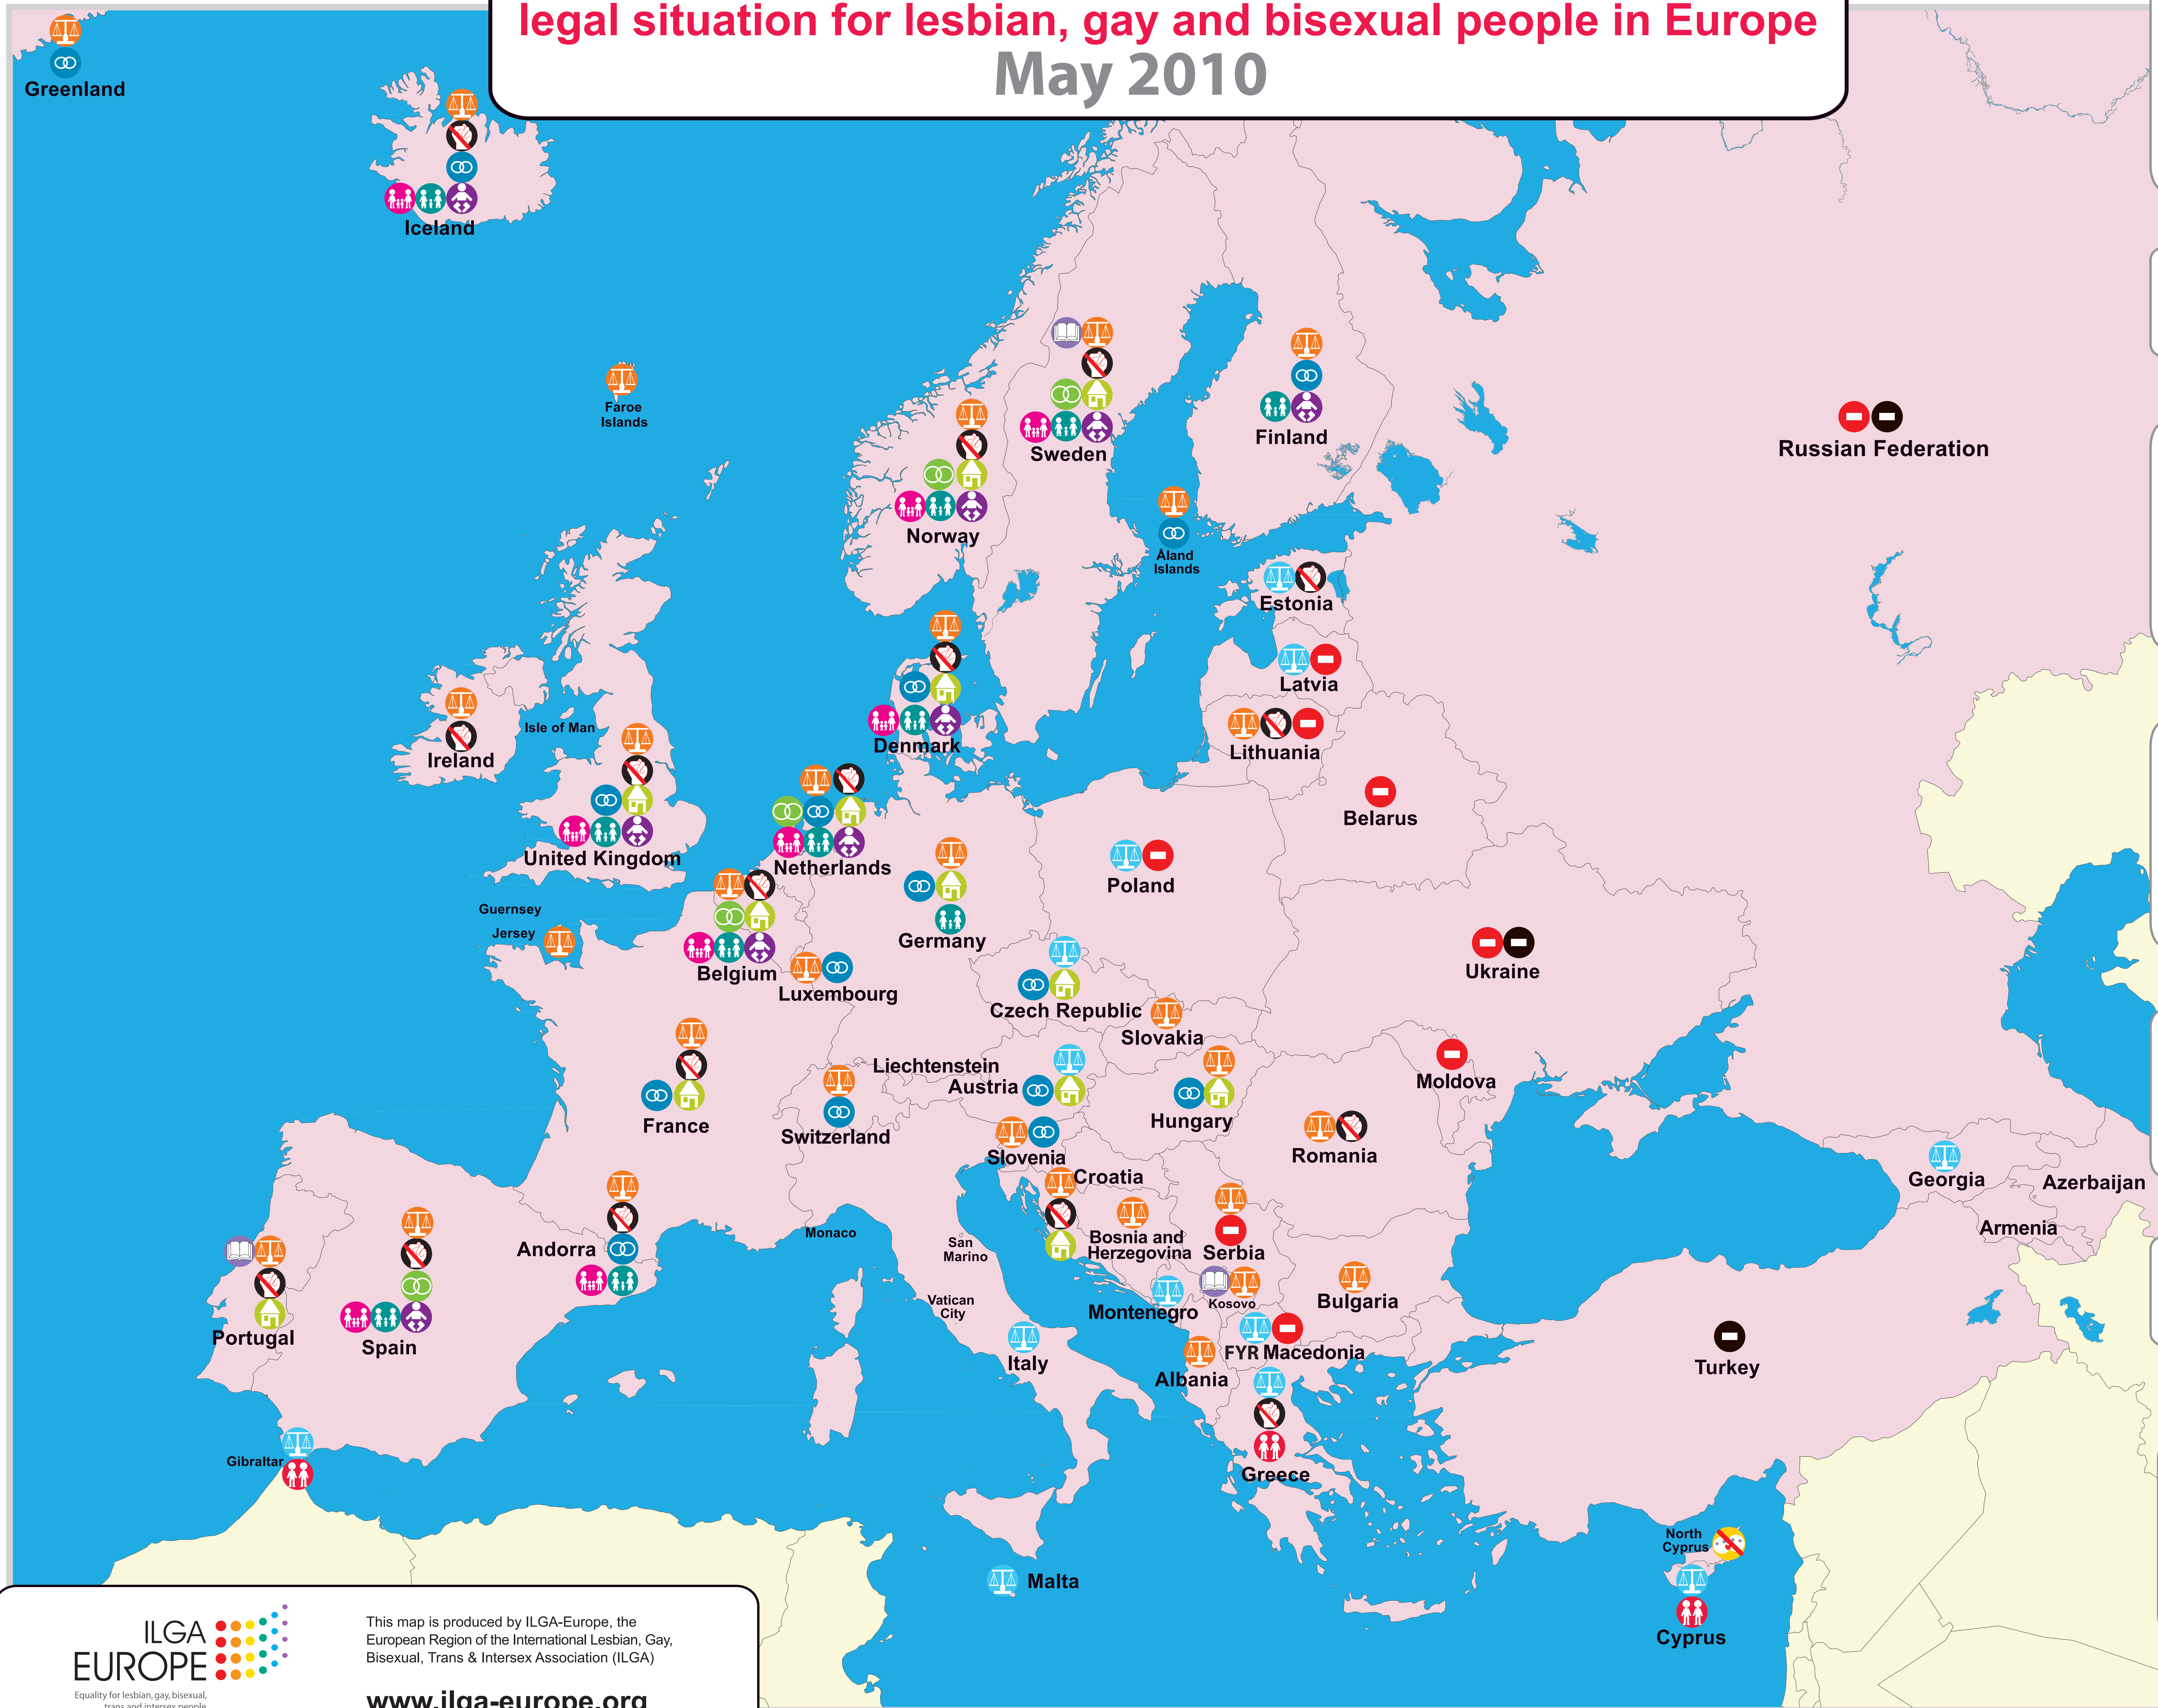 legal situation for lesbian, gay and bisexual people in Europe
May 2010
Greenland
Iceland
Faroe
Islands
Sweden
Finland
Russian Federation
Norway
Åland
Islands
Estonia
Latvia
Lithuania
Isle of Man
Ireland
Denmark
Belarus
United Kingdom
Netherlands
Poland
Guernsey
Jersey
Germany
Belgium
Luxembourg
Ukraine
Czech Republic
Slovakia
Liechtenstein
Austria
Moldova
France
Switzerland
Hungary
Slovenia
Romania
Croatia
Georgia
Azerbaijan
Armenia
Andorra
Monaco
San
Marino
Bosnia and
Herzegovina
Serbia
Kosovo
Bulgaria
Vatican
City
Montenegro
Portugal
Spain
Italy
FYR Macedonia
Albania
Turkey
Gibraltar
Greece
North
Cyprus
Malta
Cyprus
ILGA
EUROPE
Equality for lesbian, gay, bisexual,
trans and intersex people
This map is produced by ILGA-Europe, the
European Region of the International Lesbian, Gay,
Bisexual, Trans & Intersex Association (ILGA)
www.ilga-europe.org